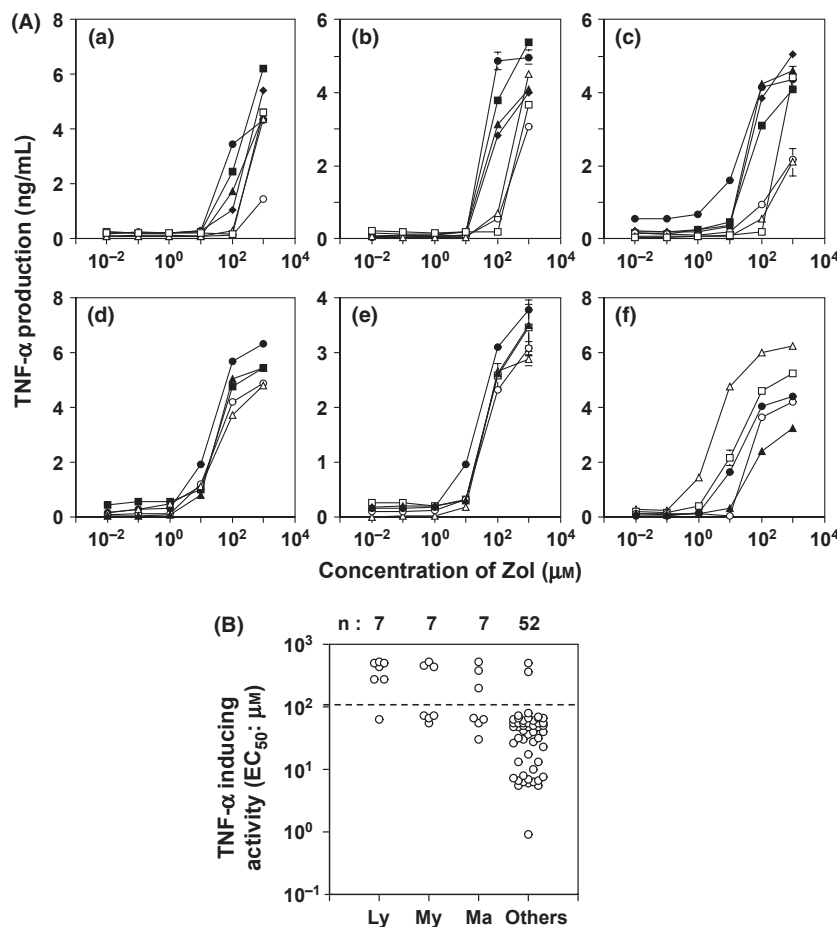 (A)
(a) (b) (c)
8 6 6
6
4 4
4
2 2
2
0 0 0
10⁻² 10⁰ 10² 10⁴ 10⁻² 10⁰ 10² 10⁴ 10⁻² 10⁰ 10² 10⁴
TNF-α production (ng/mL)
(d) (e) (f)
8 4 8
6 3 6
4 2 4
2 1 2
0 0 0
10⁻² 10⁰ 10² 10⁴ 10⁻² 10⁰ 10² 10⁴ 10⁻² 10⁰ 10² 10⁴
Concentration of Zol (μM)
(B) n : 7 7 7 52
10³
10²
10¹
10⁰
10⁻¹
TNF-α inducing
activity (EC₅₀: μM)
Ly My Ma Others